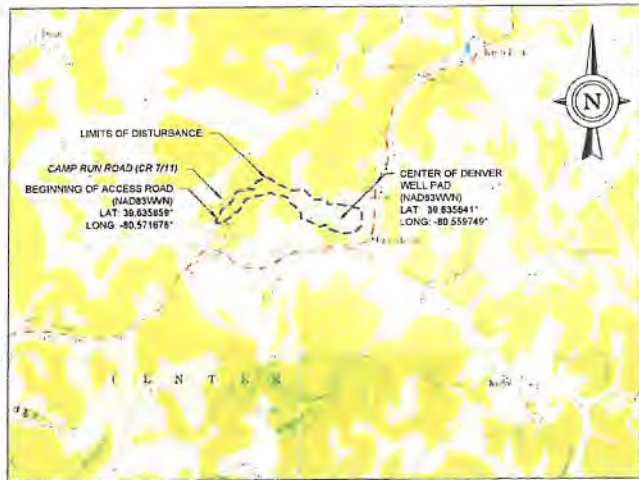 N
LIMITS OF DISTURBANCE
CAMP RUN ROAD (CR 7/11)
BEGINNING OF ACCESS ROAD
(NAD83WVN)
LAT: 39.635859°
LONG: -80.571676°
CENTER OF DENVER
WELL PAD
(NAD83WVN)
LAT: 39.635641°
LONG: -80.559749°